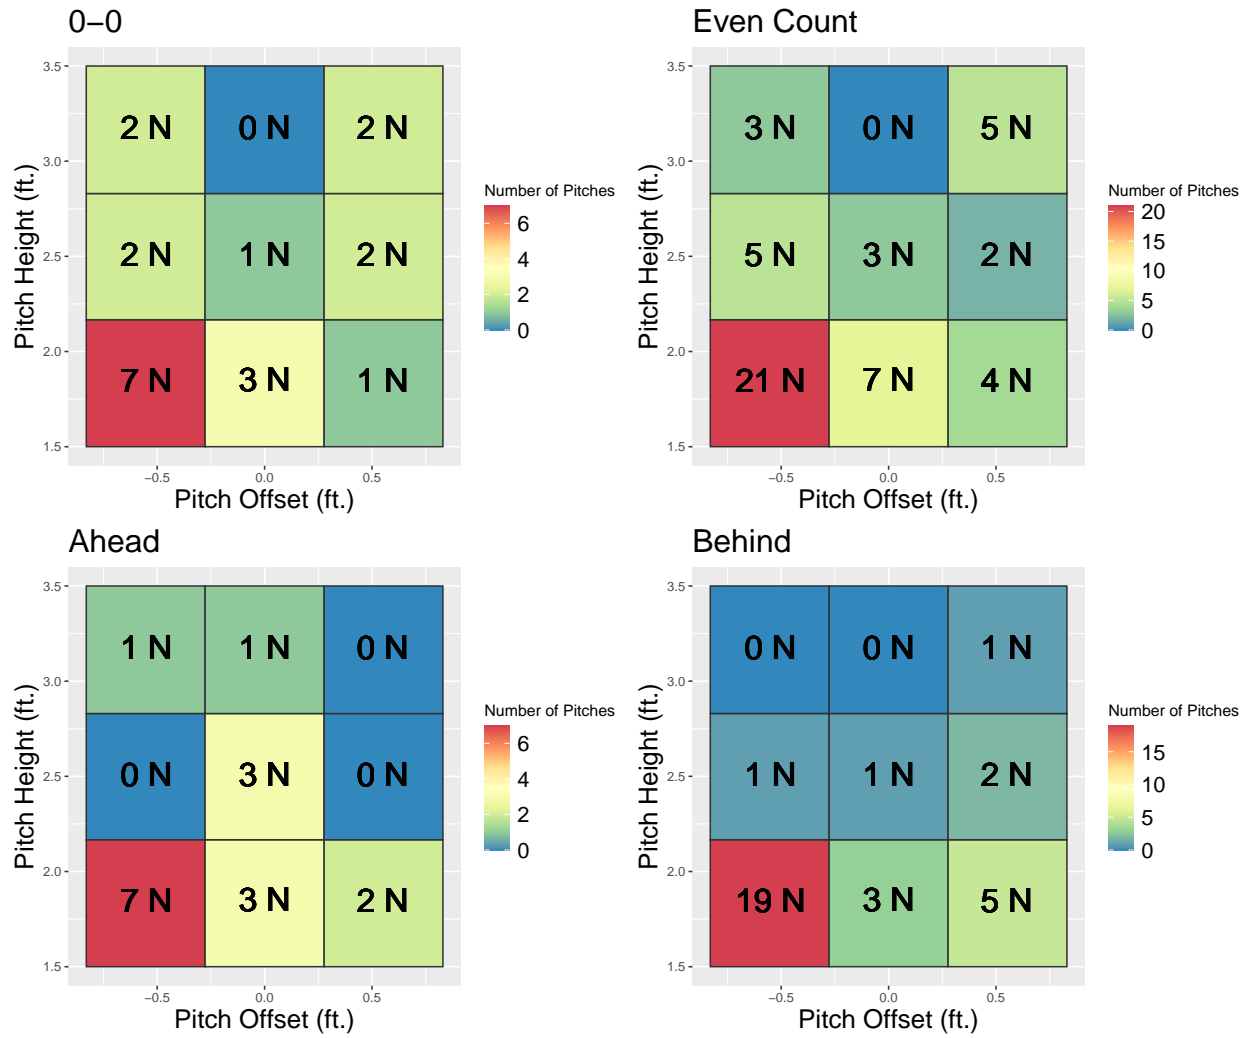 0−0
3.5
3.0
2.5
2.0
1.5
Pitch Height (ft.)
2 N 0 N 2 N
2 N 1 N 2 N
7 N 3 N 1 N
−0.5 0.0 0.5
Pitch Offset (ft.)
Number of Pitches
6
4
2
0
Even Count
3.5
3.0
2.5
2.0
1.5
Pitch Height (ft.)
3 N 0 N 5 N
5 N 3 N 2 N
21 N 7 N 4 N
−0.5 0.0 0.5
Pitch Offset (ft.)
Number of Pitches
20
15
10
5
0
Ahead
3.5
3.0
2.5
2.0
1.5
Pitch Height (ft.)
1 N 1 N 0 N
0 N 3 N 0 N
7 N 3 N 2 N
−0.5 0.0 0.5
Pitch Offset (ft.)
Number of Pitches
6
4
2
0
Behind
3.5
3.0
2.5
2.0
1.5
Pitch Height (ft.)
0 N 0 N 1 N
1 N 1 N 2 N
19 N 3 N 5 N
−0.5 0.0 0.5
Pitch Offset (ft.)
Number of Pitches
15
10
5
0